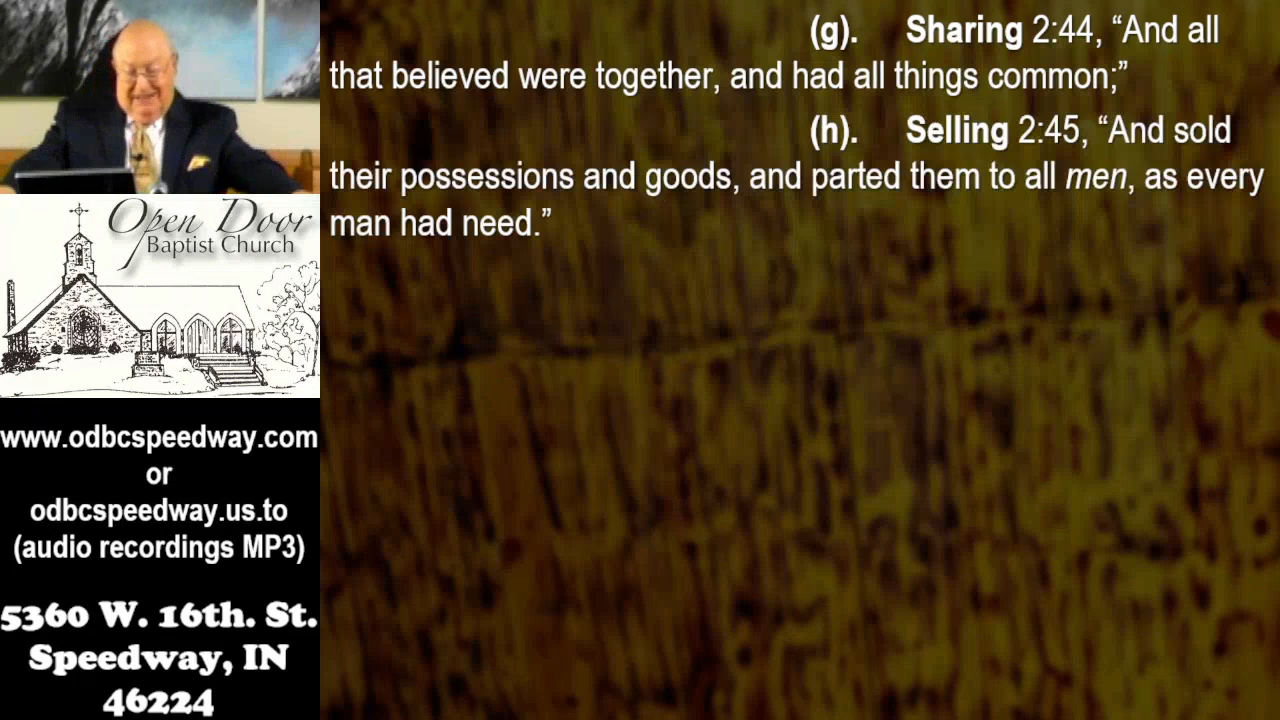 (g). Sharing 2:44, “And all
that believed were together, and had all things common;”
(h). Selling 2:45, “And sold
their possessions and goods, and parted them to all men, as every
man had need.”
Open Door
Baptist Church
www.odbcspeedway.com
or
odbcspeedway.us.to
(audio recordings MP3)
5360 W. 16th. St.
Speedway, IN
46224